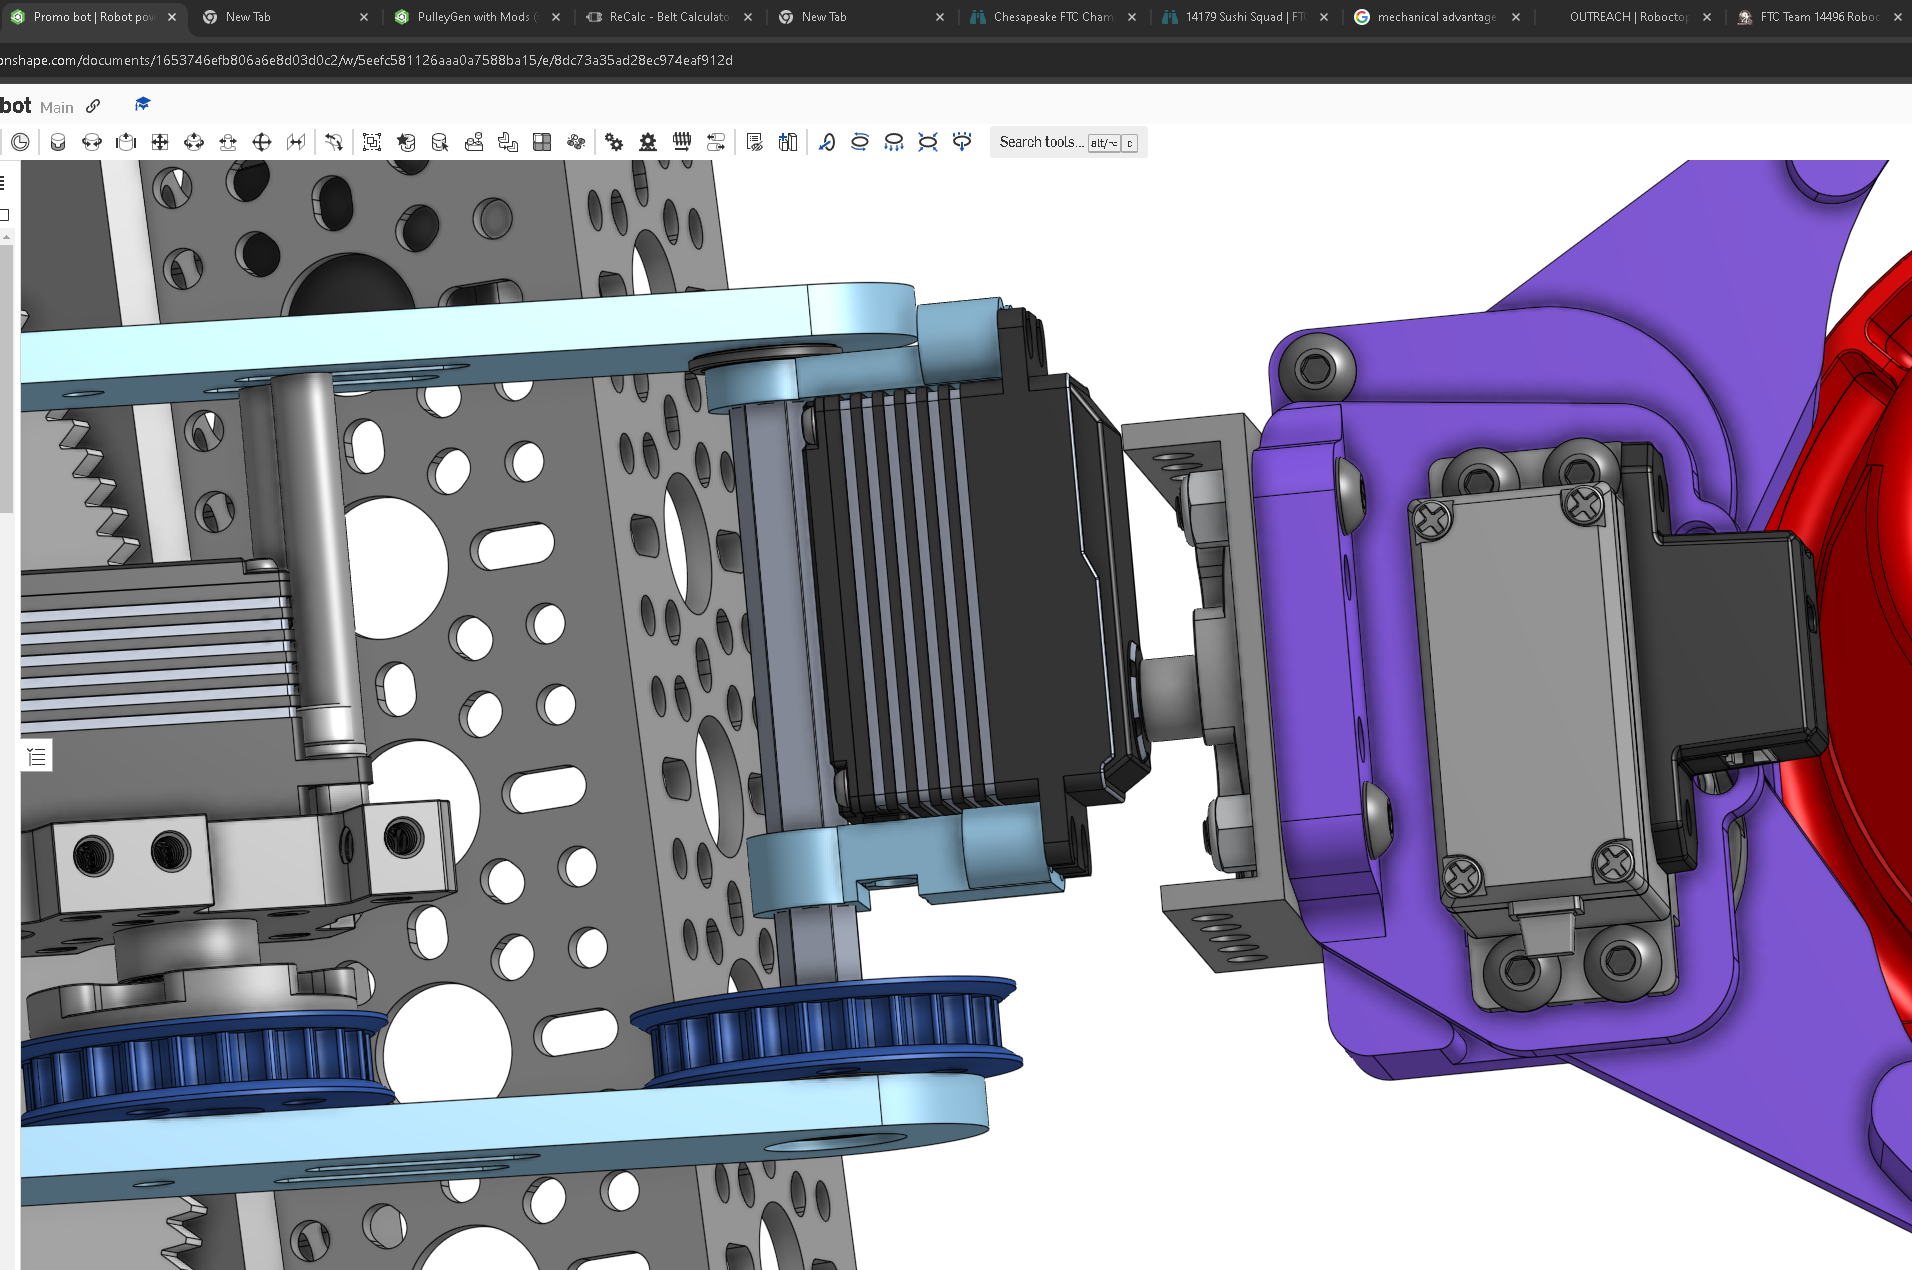 Promo bot | Robot pow
New Tab
PulleyGen with Mods (
ReCalc - Belt Calculato
New Tab
Chesapeake FTC Cham
14179 Sushi Squad | FT
mechanical advantage
OUTREACH | Robocto
FTC Team 14496 Roboc
onshape.com/documents/1653746efb806a6e8d03d0c2/w/5eefc581126aaa0a7588ba15/e/8dc73a35ad28ec974eaf912d
bot Main
Search tools... alt/⌥ c